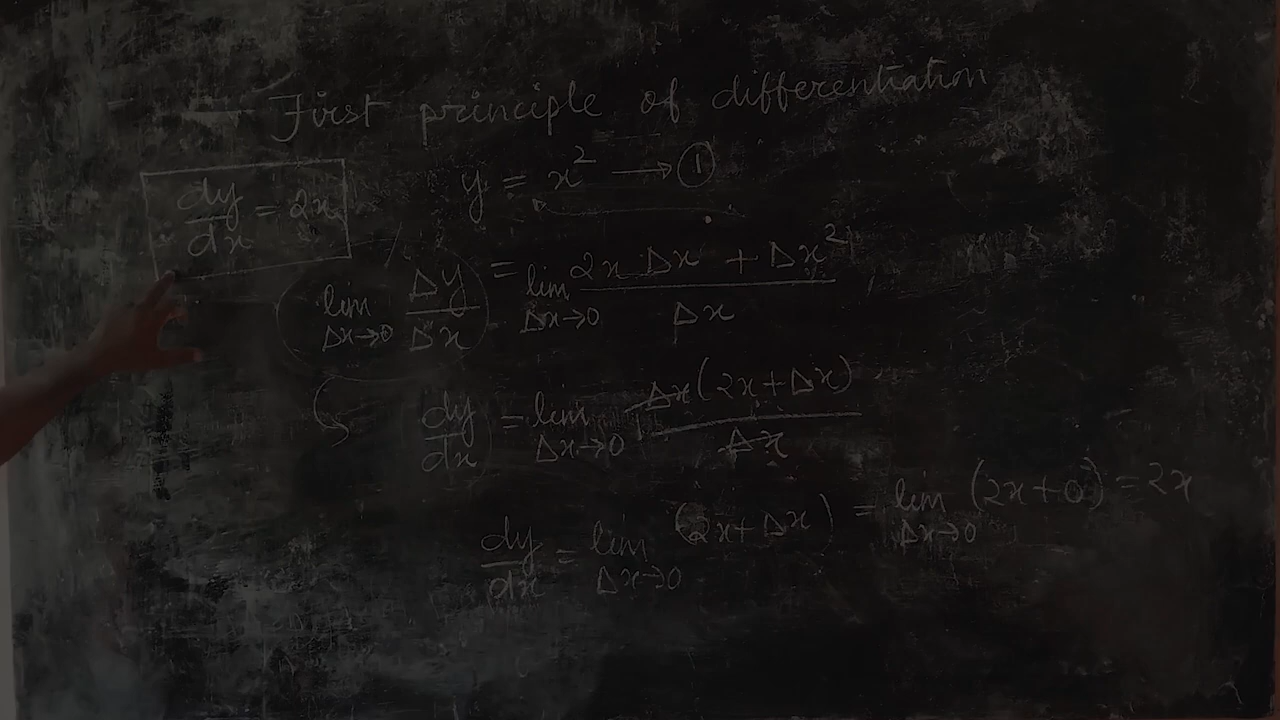 First principle of differentiation
dy/dx = 2x
y = x² → ①
lim Δx→0 Δy/Δx = lim Δx→0 (2x Δx + Δx²)/Δx
dy/dx = lim Δx→0 Δx(2x+Δx)/Δx
dy/dx = lim Δx→0 (2x+Δx) = lim Δx→0 (2x+0) = 2x